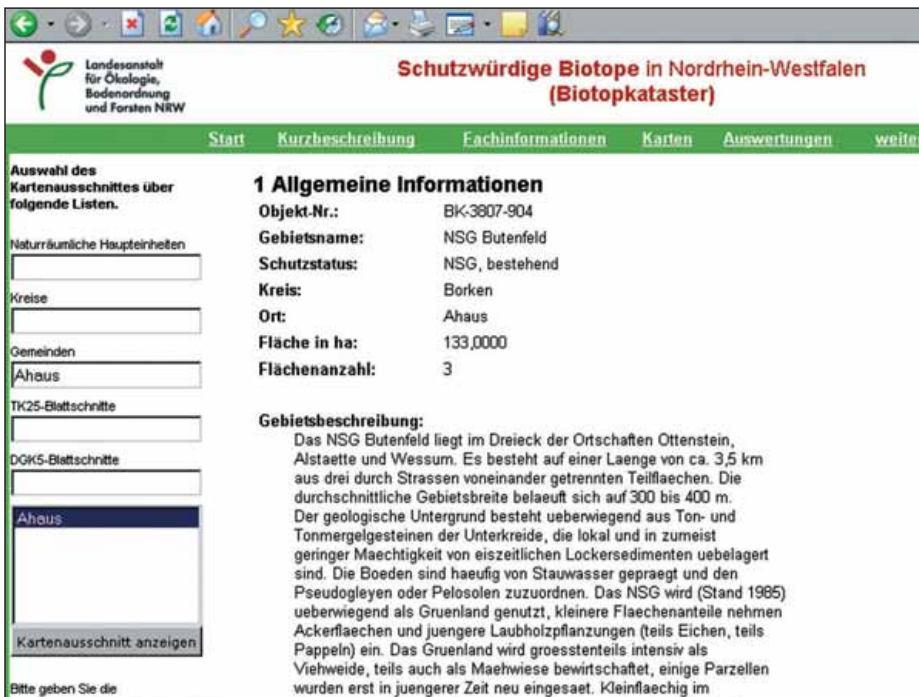 Landesanstalt
für Ökologie,
Bodenordnung
und Forsten NRW
Schutzwürdige Biotope in Nordrhein-Westfalen
(Biotopkataster)
Start Kurzbeschreibung Fachinformationen Karten Auswertungen weite
Auswahl des
Kartenausschnittes über
folgende Listen.
Naturräumliche Haupteinheiten
Kreise
Gemeinden
Ahaus
TK25-Blattschnitte
DGK5-Blattschnitte
Ahaus
Kartenausschnitt anzeigen
Bitte geben Sie die
1 Allgemeine Informationen
Objekt-Nr.: BK-3807-904
Gebietsname: NSG Butenfeld
Schutzstatus: NSG, bestehend
Kreis: Borken
Ort: Ahaus
Fläche in ha: 133,0000
Flächenanzahl: 3
Gebietsbeschreibung:
Das NSG Butenfeld liegt im Dreieck der Ortschaften Ottenstein,
Alstaette und Wessum. Es besteht auf einer Laenge von ca. 3,5 km
aus drei durch Strassen voneinander getrennten Teilflaechen. Die
durchschnittliche Gebietsbreite belaeuft sich auf 300 bis 400 m.
Der geologische Untergrund besteht ueberwiegend aus Ton- und
Tonmergelgesteinen der Unterkreide, die lokal und in zumeist
geringer Maechtigkeit von eiszeitlichen Lockersedimenten uebelagert
sind. Die Boeden sind haeufig von Stauwasser gepraegt und den
Pseudogleyen oder Pelosolen zuzuordnen. Das NSG wird (Stand 1985)
ueberwiegend als Gruenland genutzt, kleinere Flaechenanteile nehmen
Ackerflaechen und juengere Laubholzpflanzungen (teils Eichen, teils
Pappeln) ein. Das Gruenland wird groesstenteils intensiv als
Viehweide, teils auch als Maehwiese bewirtschaftet, einige Parzellen
wurden erst in juengerer Zeit neu eingesaet. Kleinflaechig im